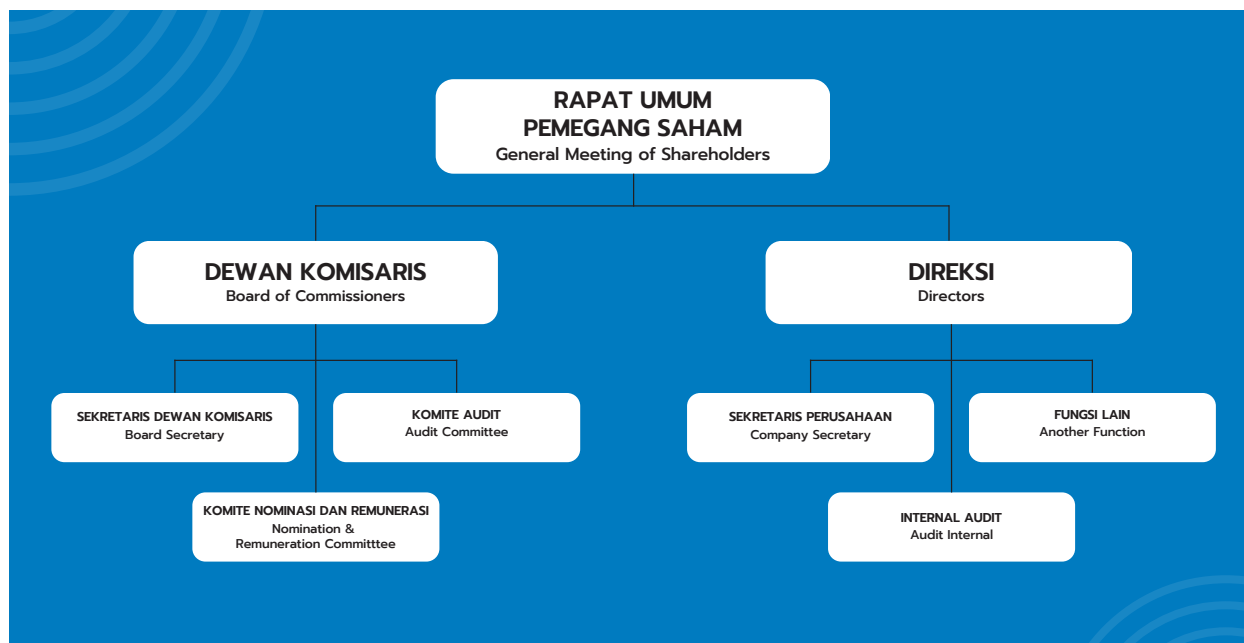 RAPAT UMUM
PEMEGANG SAHAM
General Meeting of Shareholders
DEWAN KOMISARIS
Board of Commissioners
DIREKSI
Directors
SEKRETARIS DEWAN KOMISARIS
Board Secretary
KOMITE AUDIT
Audit Committee
SEKRETARIS PERUSAHAAN
Company Secretary
FUNGSI LAIN
Another Function
KOMITE NOMINASI DAN REMUNERASI
Nomination &
Remuneration Committtee
INTERNAL AUDIT
Audit Internal